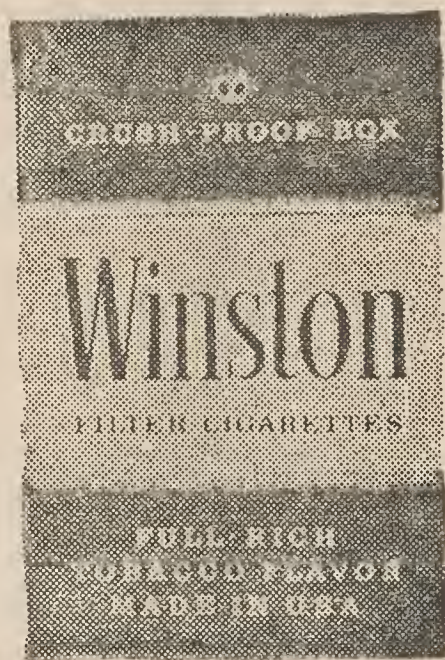 CRUSH-PROOF BOX
Winston
FILTER CIGARETTES
FULL·RICH
TOBACCO FLAVOR
MADE IN USA